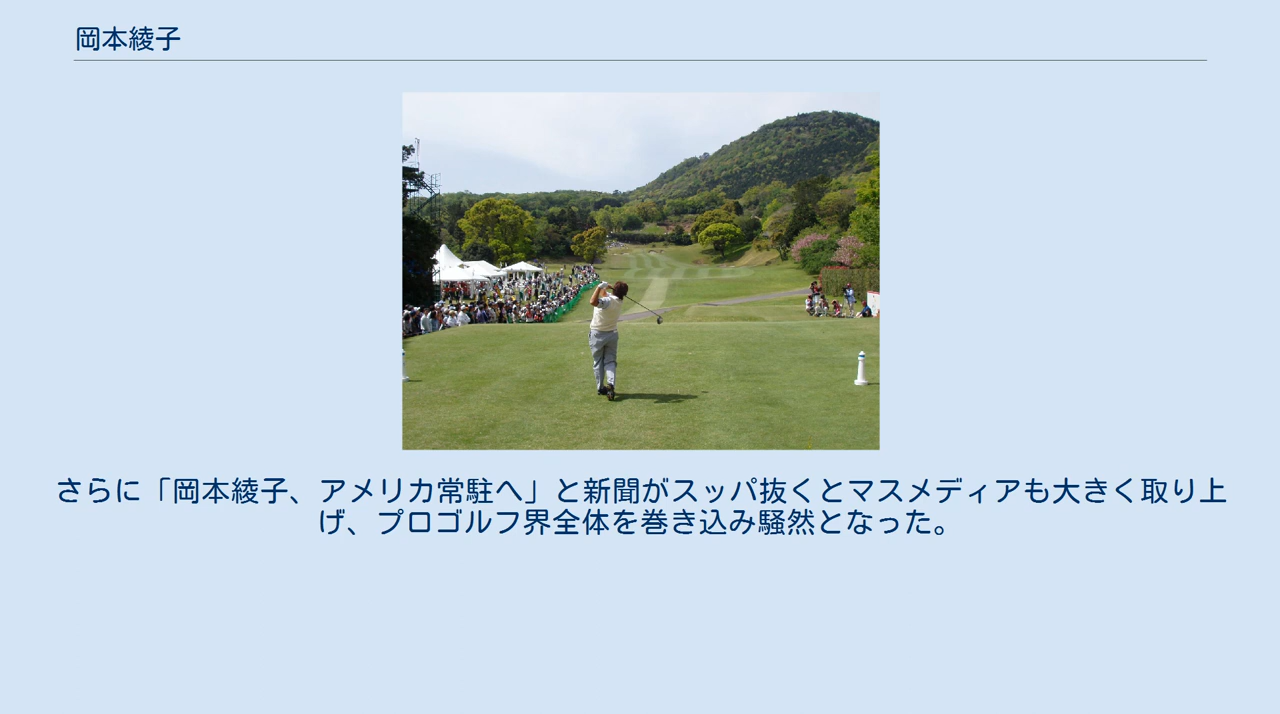 岡本綾子
さらに「岡本綾子、アメリカ常駐へ」と新聞がスッパ抜くとマスメディアも大きく取り上
げ、プロゴルフ界全体を巻き込み騒然となった。